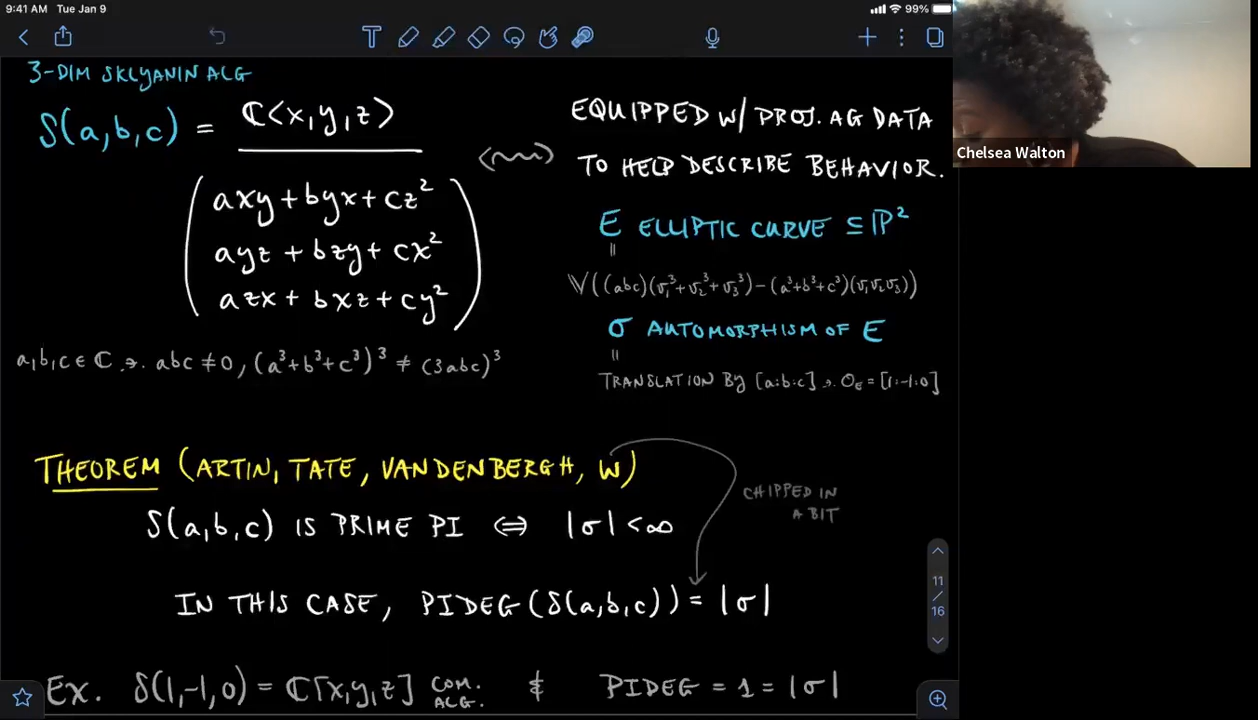 9:41 AM Tue Jan 9
99%
3-DIM SKLYANIN ALG
S(a,b,c) = ℂ<x,y,z>
axy + byx + cz²
ayz + bzy + cx²
azx + bxz + cy²
a,b,c ∈ ℂ .∋. abc ≠ 0, (a³+b³+c³)³ ≠ (3abc)³
EQUIPPED W/ PROJ. AG DATA
TO HELP DESCRIBE BEHAVIOR.
E ELLIPTIC CURVE ⊆ ℙ²
=
𝕍((abc)(v₁³+v₂³+v₃³)-(a³+b³+c³)(v₁v₂v₃))
σ AUTOMORPHISM OF E
=
TRANSLATION BY [a:b:c] .∋. O_E = [1:-1:0]
THEOREM (ARTIN, TATE, VANDENBERGH, W)
CHIPPED IN
A BIT
S(a,b,c) IS PRIME PI ⇔ |σ| < ∞
IN THIS CASE, PIDEG(S(a,b,c)) = |σ|
Ex. S(1,-1,0) = ℂ[x,y,z] COM. ALG. & PIDEG = 1 = |σ|
11
/
16
Chelsea Walton